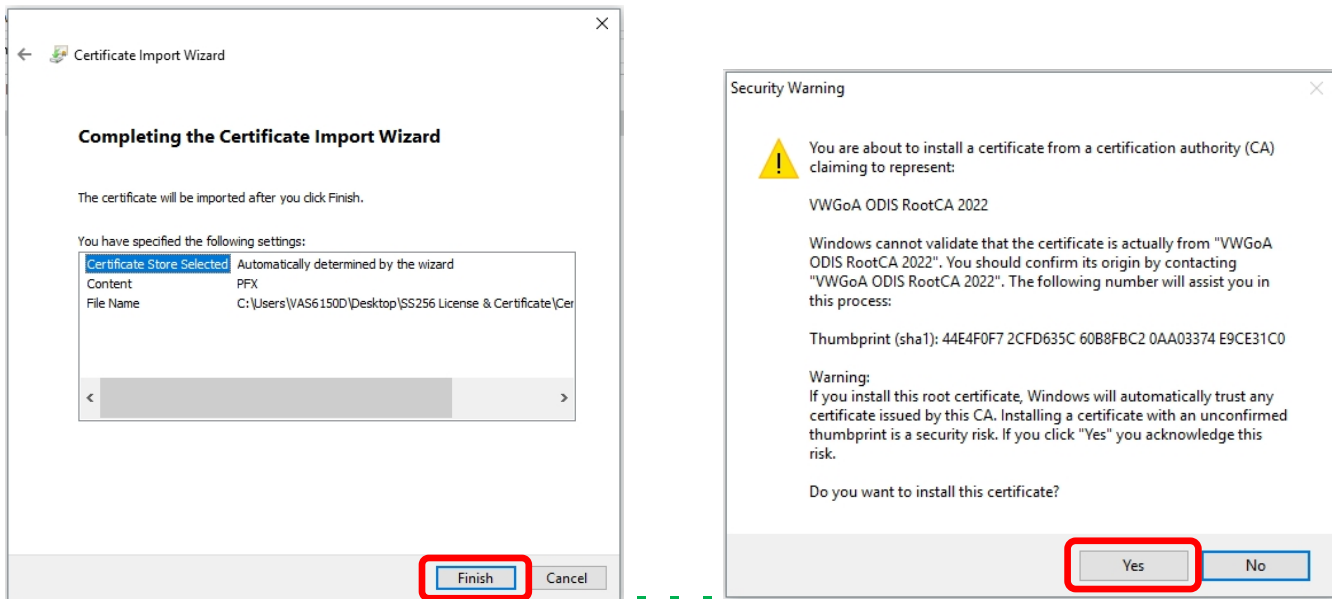 Certificate Import Wizard
Completing the Certificate Import Wizard
The certificate will be imported after you click Finish.
You have specified the following settings:
Certificate Store Selected Automatically determined by the wizard
Content PFX
File Name C:\Users\VAS6150D\Desktop\SS256 License & Certificate\Cer
Finish Cancel
Security Warning
You are about to install a certificate from a certification authority (CA)
claiming to represent:
VWGoA ODIS RootCA 2022
Windows cannot validate that the certificate is actually from "VWGoA
ODIS RootCA 2022". You should confirm its origin by contacting
"VWGoA ODIS RootCA 2022". The following number will assist you in
this process:
Thumbprint (sha1): 44E4F0F7 2CFD635C 60B8FBC2 0AA03374 E9CE31C0
Warning:
If you install this root certificate, Windows will automatically trust any
certificate issued by this CA. Installing a certificate with an unconfirmed
thumbprint is a security risk. If you click "Yes" you acknowledge this
risk.
Do you want to install this certificate?
Yes No